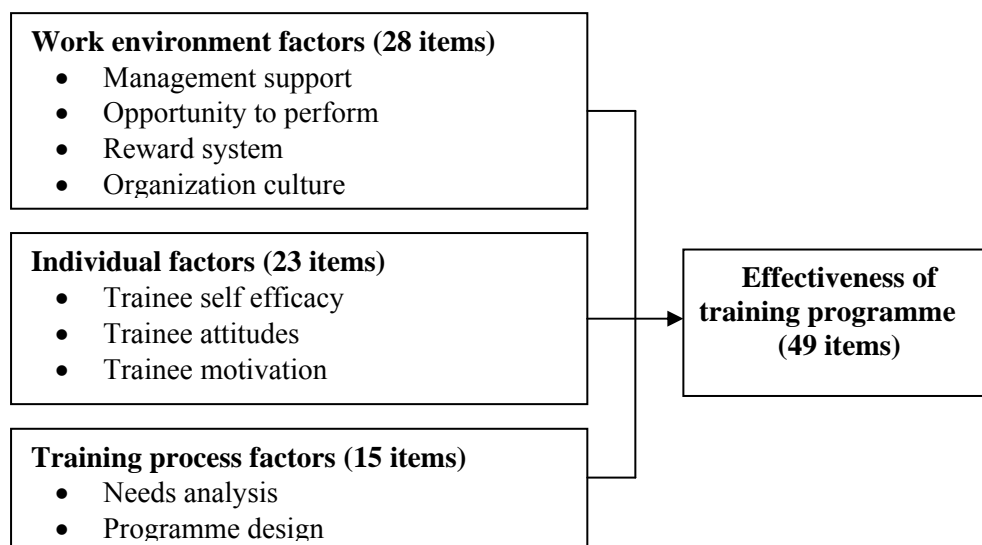 Work environment factors (28 items)
• Management support
• Opportunity to perform
• Reward system
• Organization culture
Individual factors (23 items)
• Trainee self efficacy
• Trainee attitudes
• Trainee motivation
Training process factors (15 items)
• Needs analysis
• Programme design
Effectiveness of
training programme
(49 items)